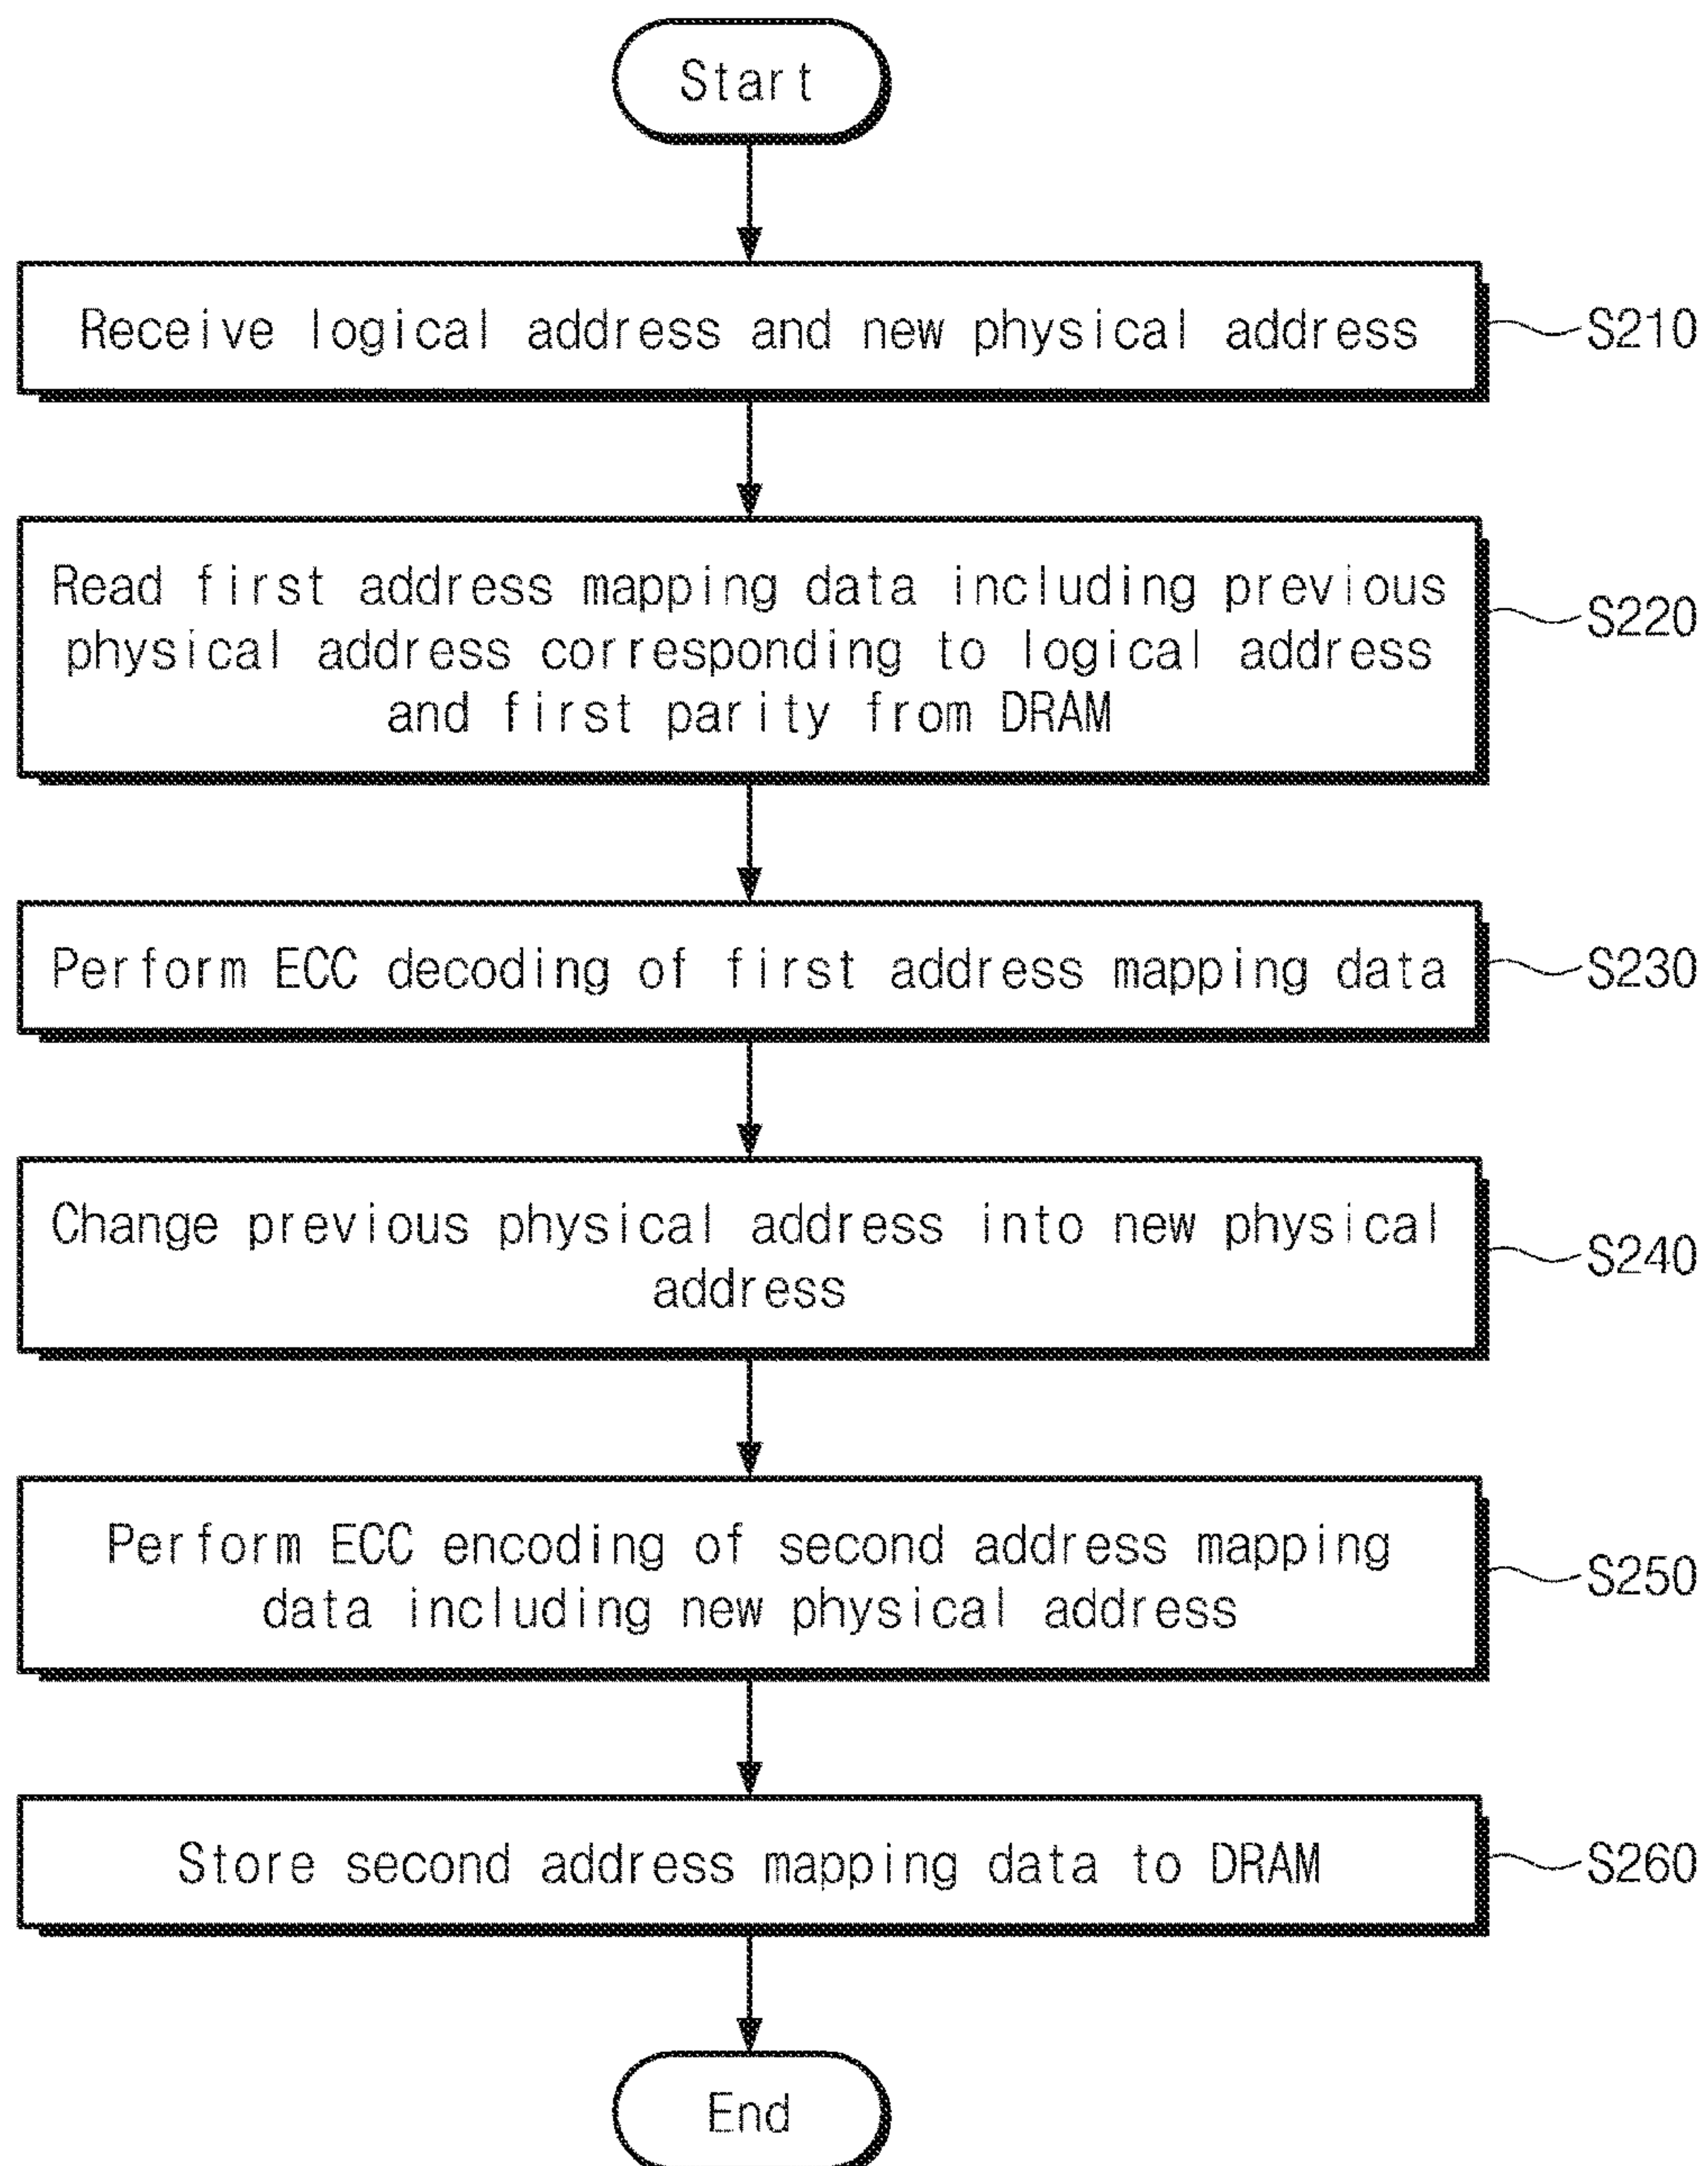 Start
Receive logical address and new physical address
S210
Read first address mapping data including previous
physical address corresponding to logical address
and first parity from DRAM
S220
Perform ECC decoding of first address mapping data
S230
Change previous physical address into new physical
address
S240
Perform ECC encoding of second address mapping
data including new physical address
S250
Store second address mapping data to DRAM
S260
End